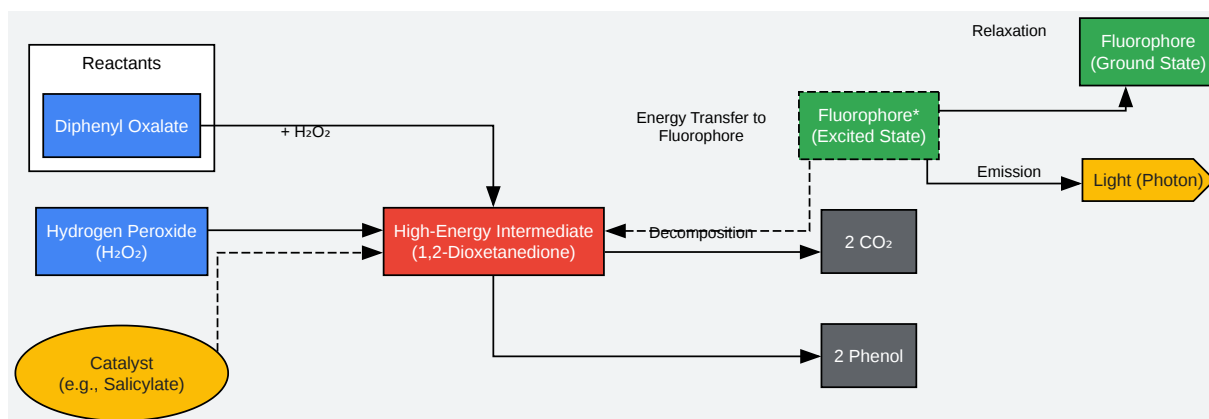 Reactants
Diphenyl Oxalate
+ H₂O₂
Hydrogen Peroxide
(H₂O₂)
Catalyst
(e.g., Salicylate)
High-Energy Intermediate
(1,2-Dioxetanedione)
Energy Transfer to
Fluorophore
Decomposition
Fluorophore*
(Excited State)
Relaxation
Fluorophore
(Ground State)
Emission
Light (Photon)
2 CO₂
2 Phenol